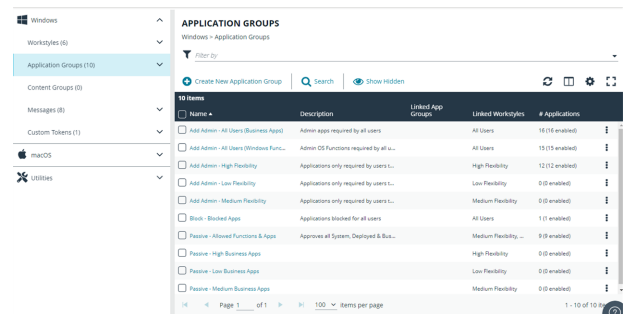 Windows
Workstyles (6)
Application Groups (10)
Content Groups (0)
Messages (8)
Custom Tokens (1)
macOS
Utilities
APPLICATION GROUPS
Windows > Application Groups
Filter by
Create New Application Group Search Show Hidden
10 items
Name Description Linked App Groups Linked Workstyles # Applications
Add Admin - All Users (Business Apps) Admin apps required by all users All Users 16 (16 enabled)
Add Admin - All Users (Windows Func... Admin OS Functions required by all u... All Users 15 (15 enabled)
Add Admin - High Flexibility Applications only required by users t... High Flexibility 12 (12 enabled)
Add Admin - Low Flexibility Applications only required by users t... Low Flexibility 0 (0 enabled)
Add Admin - Medium Flexibility Applications only required by users t... Medium Flexibility 0 (0 enabled)
Block - Blocked Apps Applications blocked for all users All Users 1 (1 enabled)
Passive - Allowed Functions & Apps Approves all System, Deployed & Bus... Medium Flexibility, ... 9 (9 enabled)
Passive - High Business Apps High Flexibility 0 (0 enabled)
Passive - Low Business Apps Low Flexibility 0 (0 enabled)
Passive - Medium Business Apps Medium Flexibility 0 (0 enabled)
Page 1 of 1 100 items per page 1 - 10 of 10